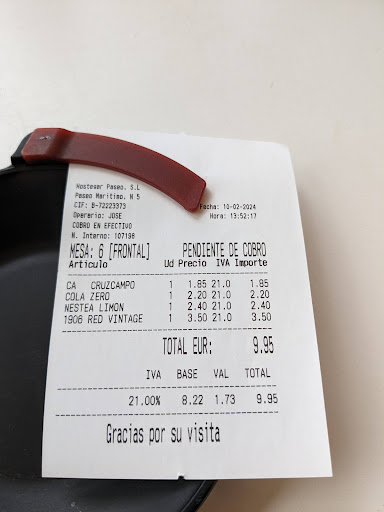 Hosteser Paseo, S.L
Paseo Maritimo, N 5
CIF: B-72223373 Fecha: 10-02-2024
Operario: JOSE Hora: 13:52:17
COBRO EN EFECTIVO
N. Interno: 107198
MESA: 6 [FRONTAL] PENDIENTE DE COBRO
Artículo Ud Precio IVA Importe
CA CRUZCAMPO 1 1.85 21.0 1.85
COLA ZERO 1 2.20 21.0 2.20
NESTEA LIMON 1 2.40 21.0 2.40
1906 RED VINTAGE 1 3.50 21.0 3.50
TOTAL EUR: 9.95
IVA BASE VAL TOTAL
21,00% 8.22 1.73 9.95
Gracias por su visita